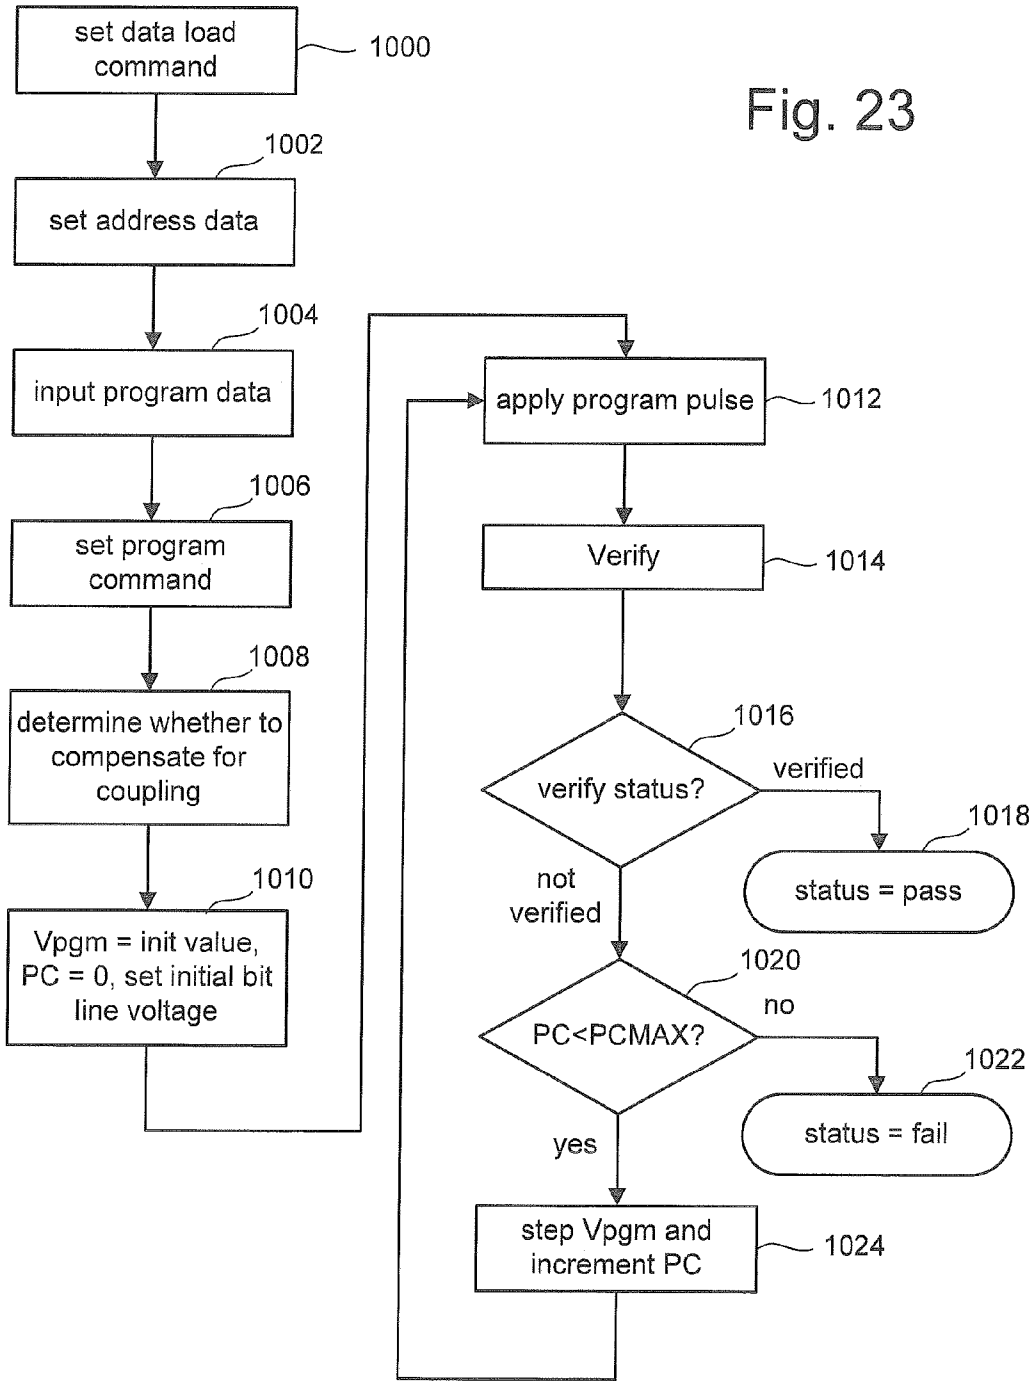 set data load
command
1000
Fig. 23
1002
set address data
1004
input program data
1006
set program
command
1008
determine whether to
compensate for
coupling
1010
Vpgm = init value,
PC = 0, set initial bit
line voltage
apply program pulse
1012
Verify
1014
1016
verify status?
verified
1018
status = pass
not
verified
1020
PC<PCMAX?
no
1022
status = fail
yes
step Vpgm and
increment PC
1024